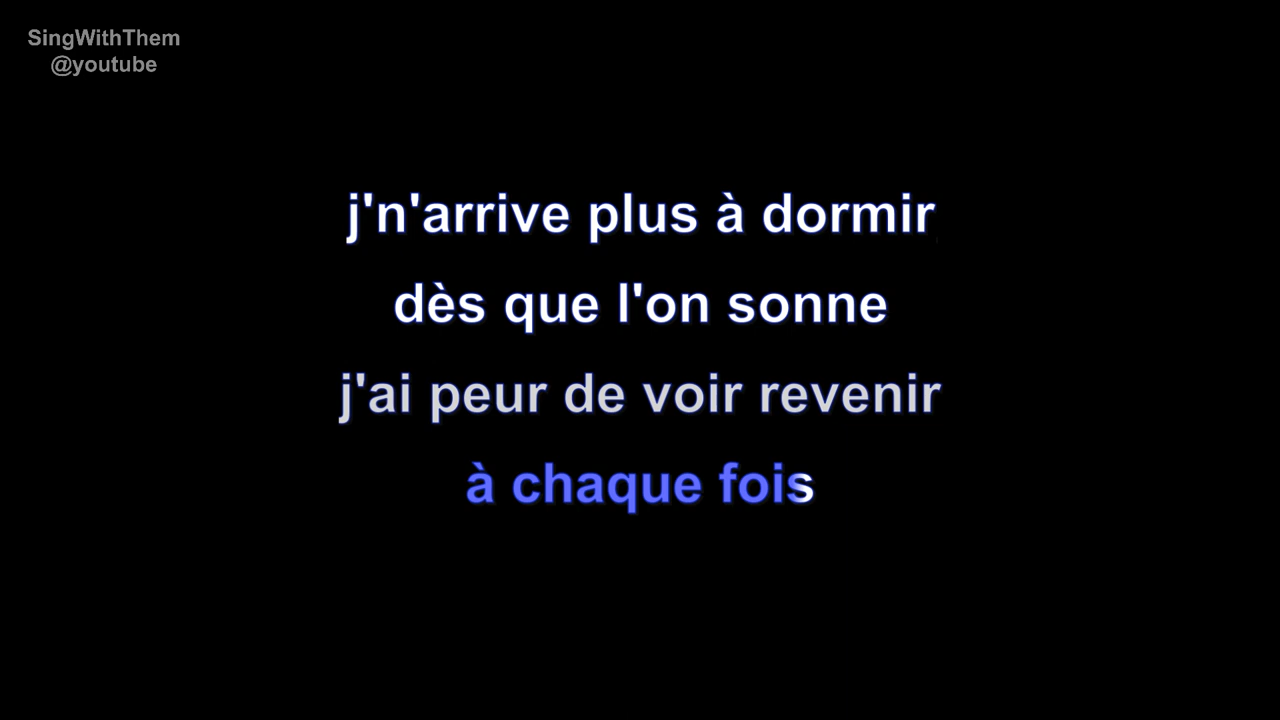 SingWithThem
@youtube
j'n'arrive plus à dormir
dès que l'on sonne
j'ai peur de voir revenir
à chaque fois